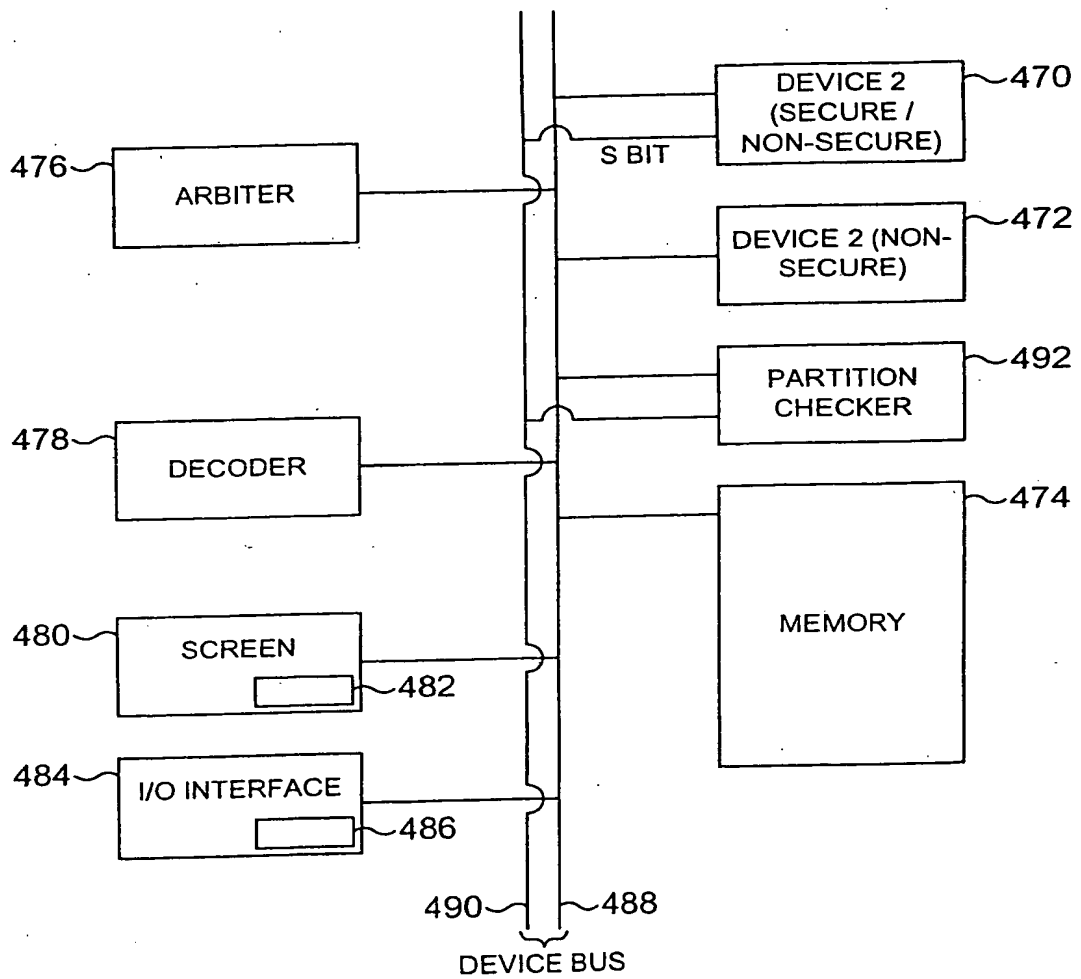 DEVICE 2
(SECURE /
NON-SECURE)
470
S BIT
476
ARBITER
472
DEVICE 2 (NON-
SECURE)
492
PARTITION
CHECKER
478
DECODER
474
MEMORY
480
SCREEN
482
484
I/O INTERFACE
486
490
488
DEVICE BUS